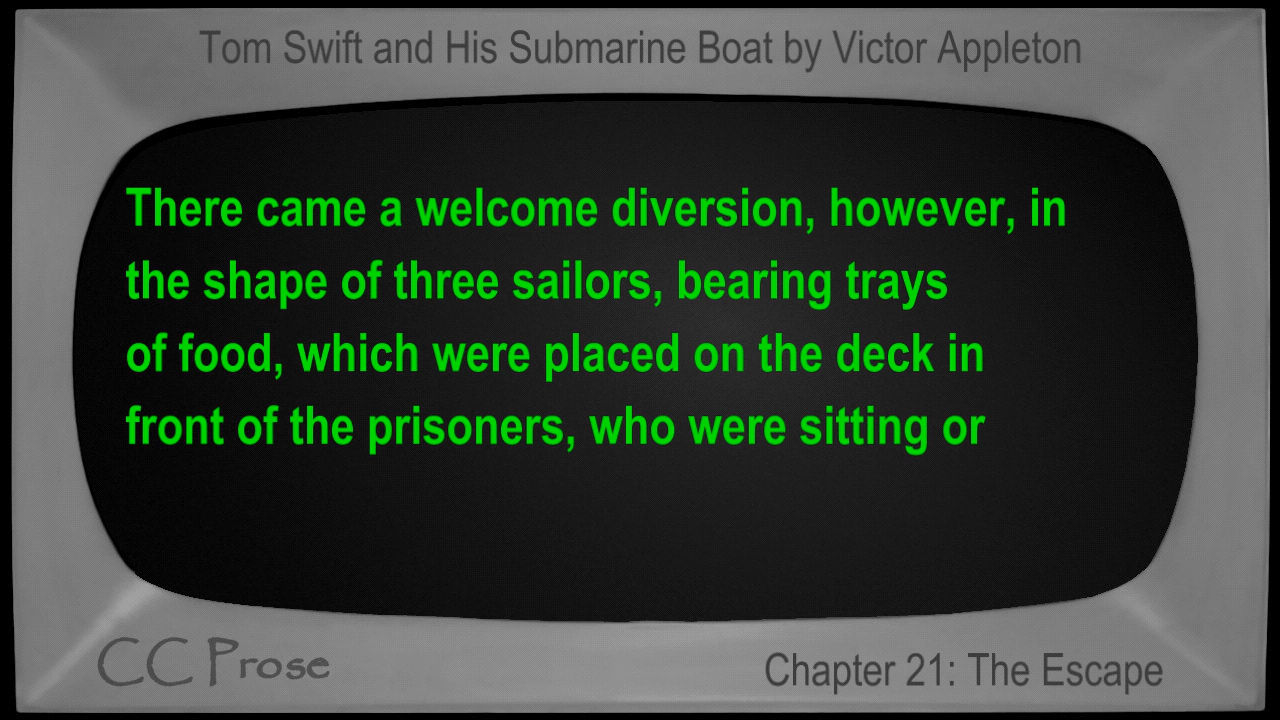 Tom Swift and His Submarine Boat by Victor Appleton
There came a welcome diversion, however, in
the shape of three sailors, bearing trays
of food, which were placed on the deck in
front of the prisoners, who were sitting or
CC Prose
Chapter 21: The Escape